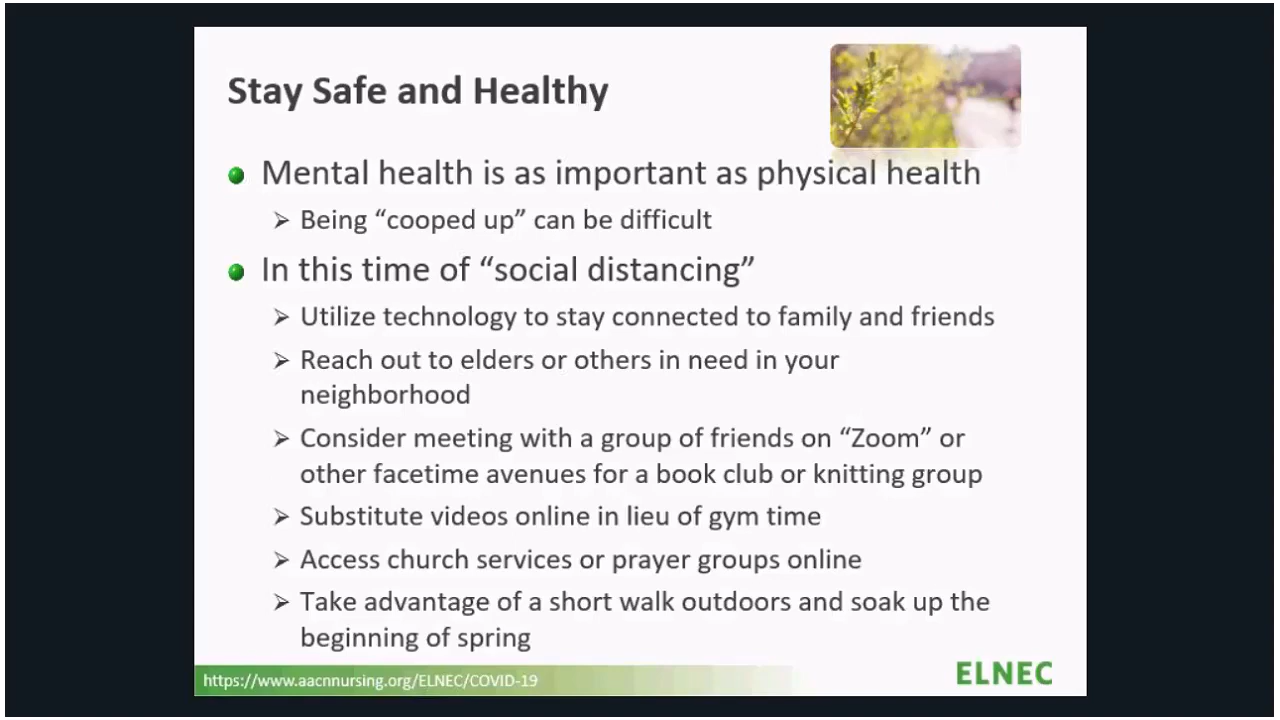 Stay Safe and Healthy
Mental health is as important as physical health
Being “cooped up” can be difficult
In this time of “social distancing”
Utilize technology to stay connected to family and friends
Reach out to elders or others in need in your
neighborhood
Consider meeting with a group of friends on “Zoom” or
other facetime avenues for a book club or knitting group
Substitute videos online in lieu of gym time
Access church services or prayer groups online
Take advantage of a short walk outdoors and soak up the
beginning of spring
https://www.aacnnursing.org/ELNEC/COVID-19
ELNEC